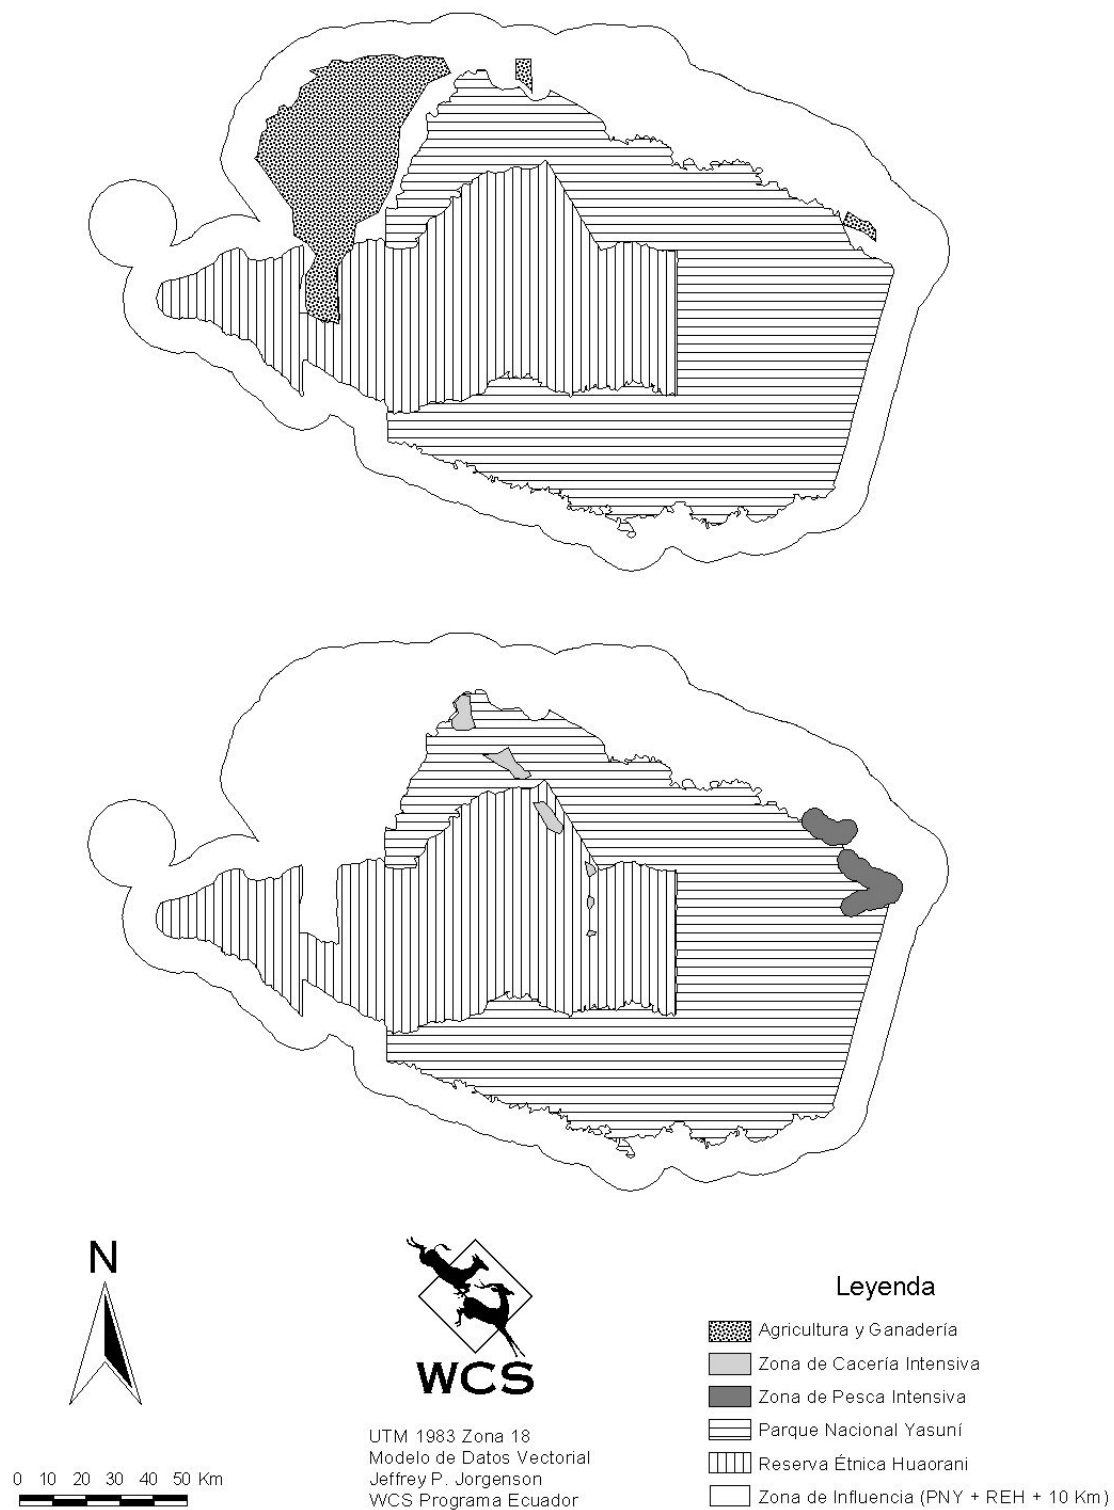 N
0 10 20 30 40 50 Km
WCS
UTM 1983 Zona 18
Modelo de Datos Vectorial
Jeffrey P. Jorgenson
WCS Programa Ecuador
Leyenda
Agricultura y Ganadería
Zona de Cacería Intensiva
Zona de Pesca Intensiva
Parque Nacional Yasuní
Reserva Étnica Huaorani
Zona de Influencia (PNY + REH + 10 Km)